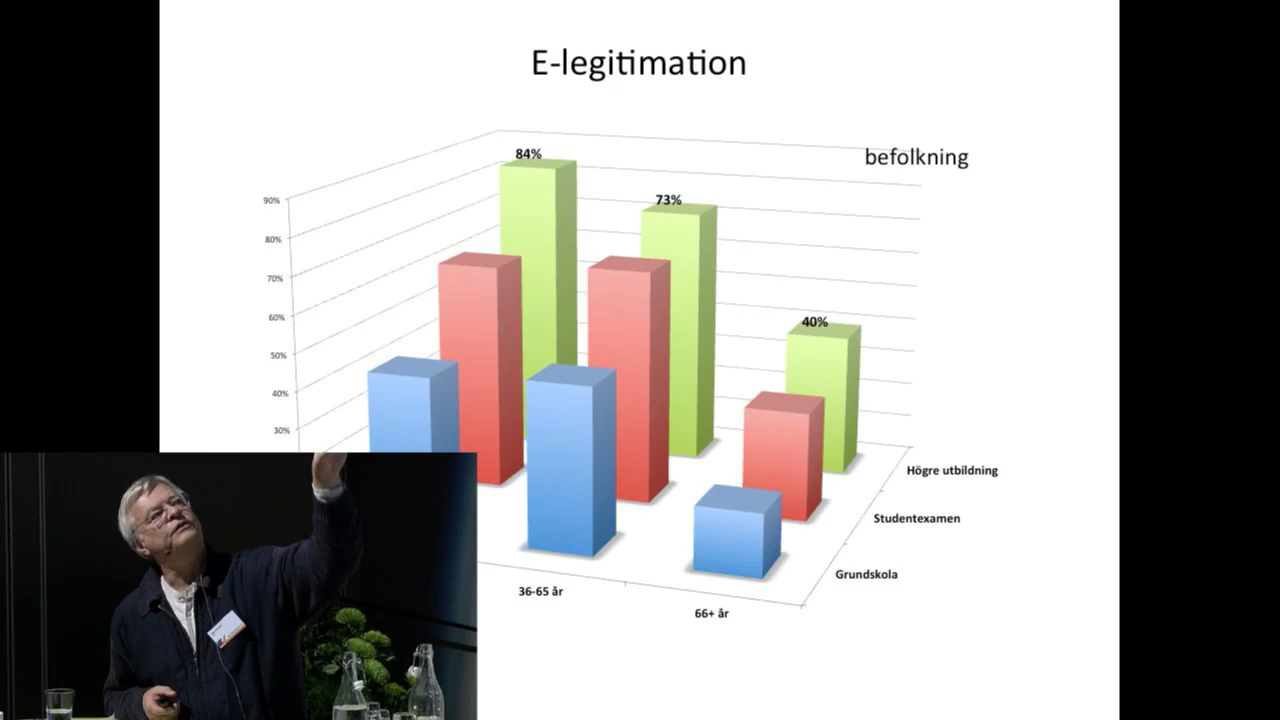 E-legitimation
befolkning
84%
73%
40%
90%
80%
70%
60%
50%
40%
30%
Högre utbildning
Studentexamen
Grundskola
36-65 år
66+ år